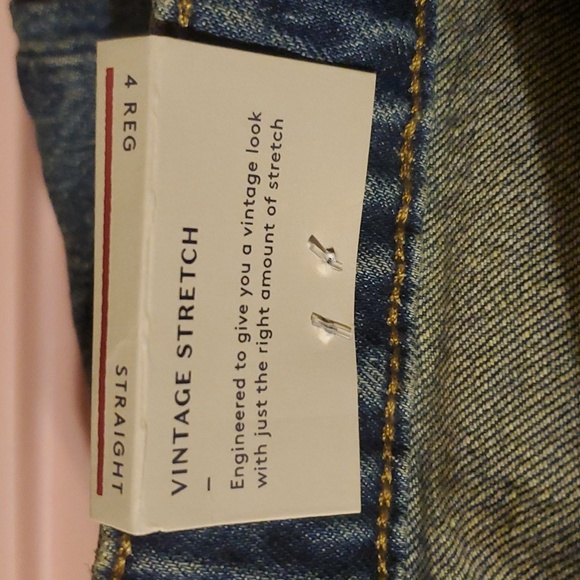 STRAIGHT 4 REG
VINTAGE STRETCH
Engineered to give you a vintage look
with just the right amount of stretch